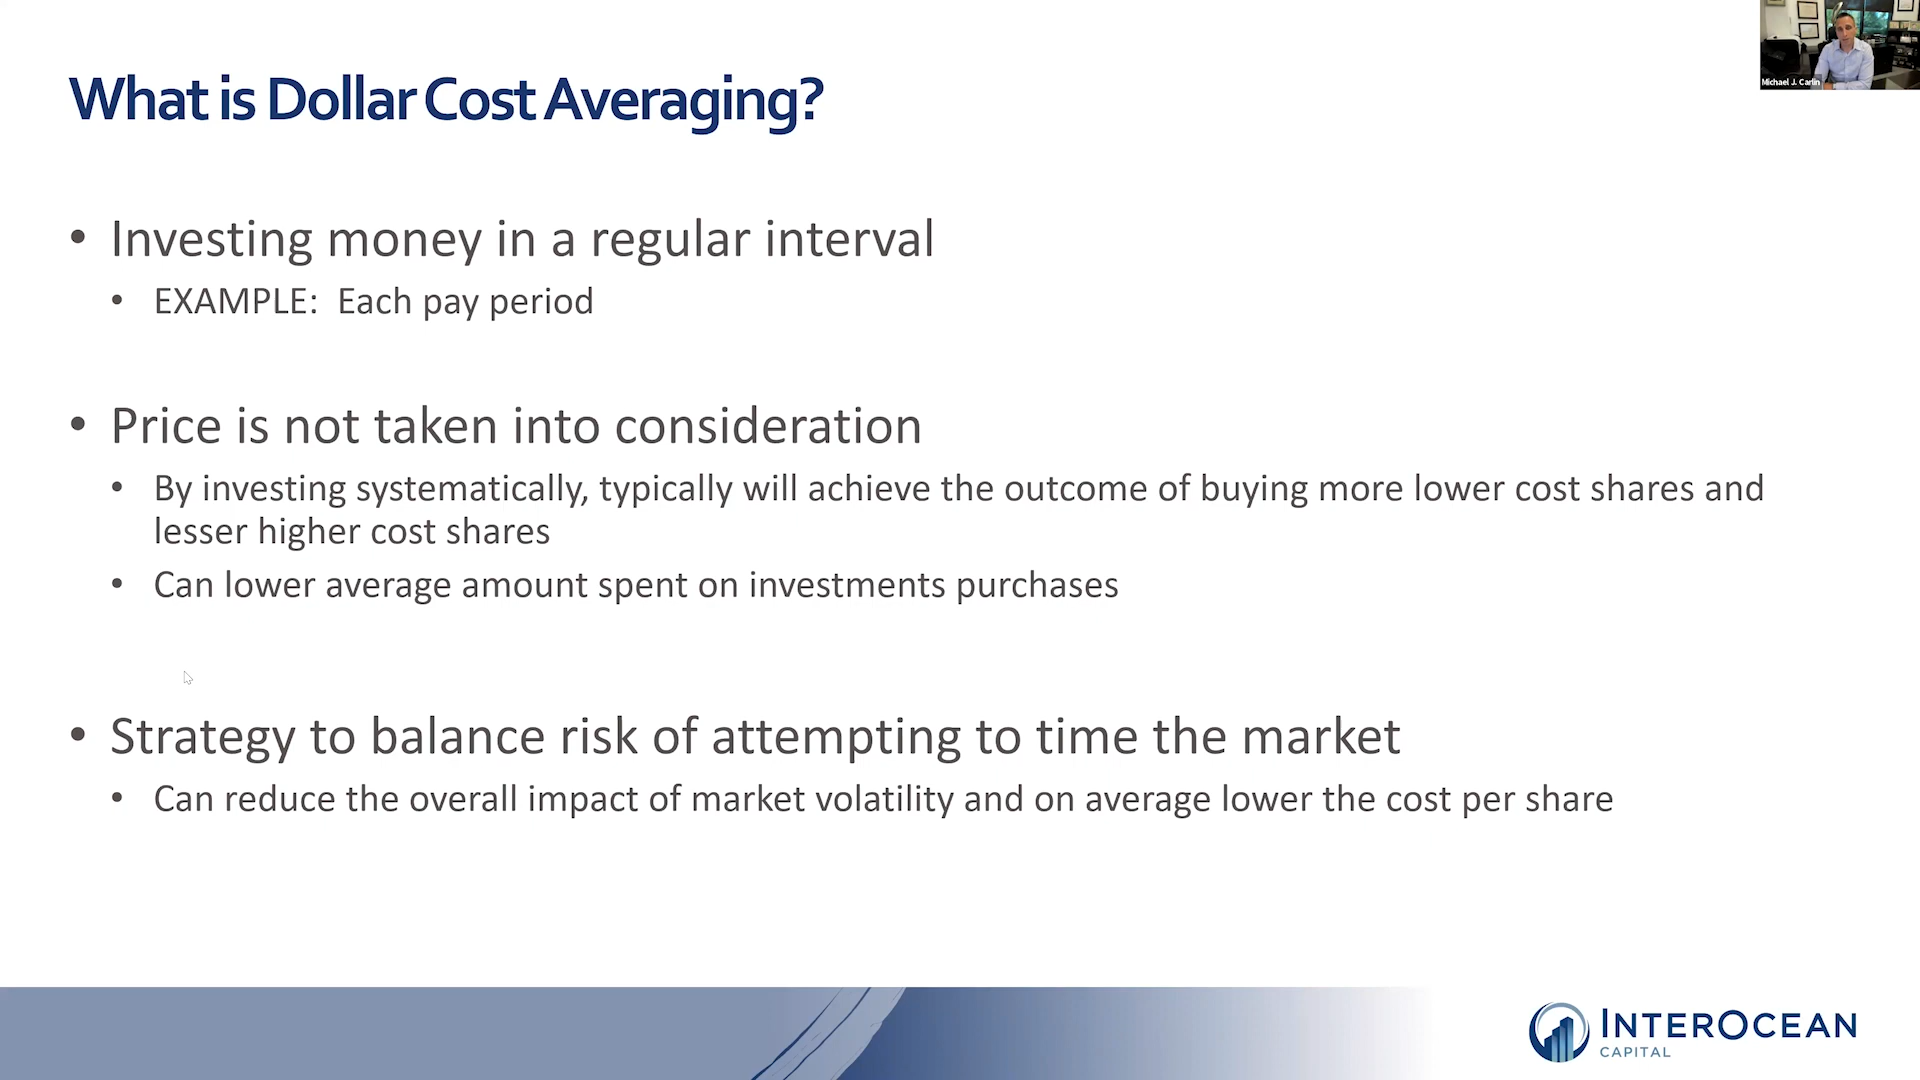 Michael J. Carlin
What is Dollar Cost Averaging?
• Investing money in a regular interval
• EXAMPLE:  Each pay period
• Price is not taken into consideration
• By investing systematically, typically will achieve the outcome of buying more lower cost shares and
lesser higher cost shares
• Can lower average amount spent on investments purchases
• Strategy to balance risk of attempting to time the market
• Can reduce the overall impact of market volatility and on average lower the cost per share
INTEROCEAN
CAPITAL